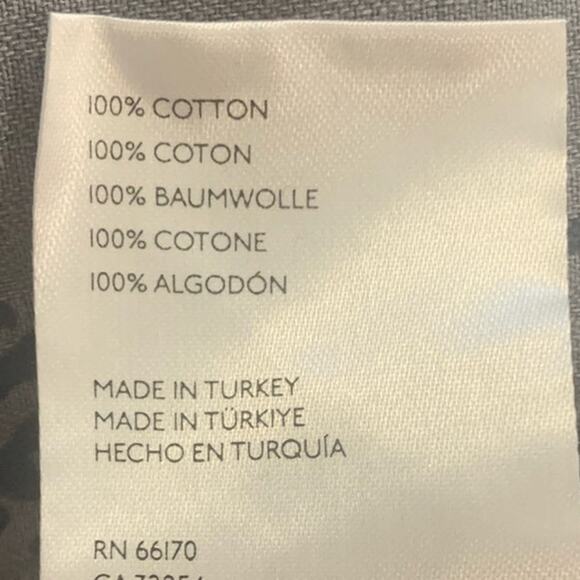 100% COTTON
100% COTON
100% BAUMWOLLE
100% COTONE
100% ALGODÓN
MADE IN TURKEY
MADE IN TÜRKIYE
HECHO EN TURQUÍA
RN 66170